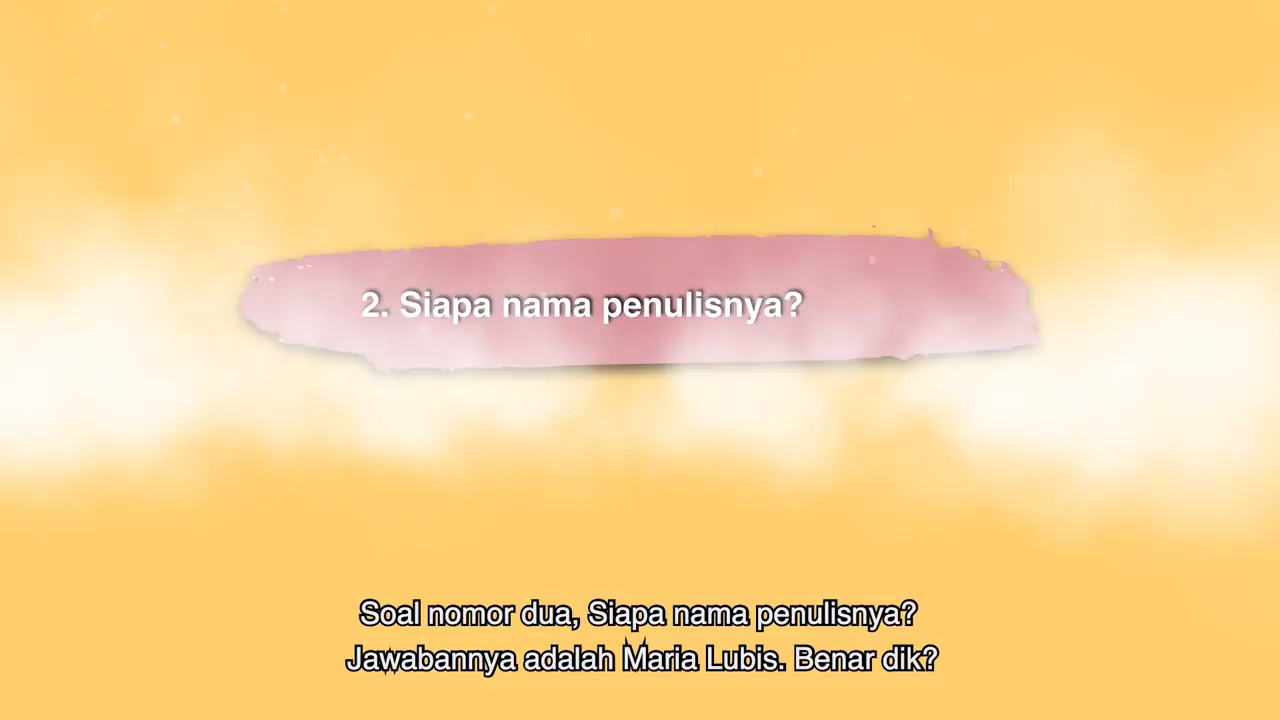 2. Siapa nama penulisnya?
Soal nomor dua, Siapa nama penulisnya?
Jawabannya adalah Maria Lubis. Benar dik?